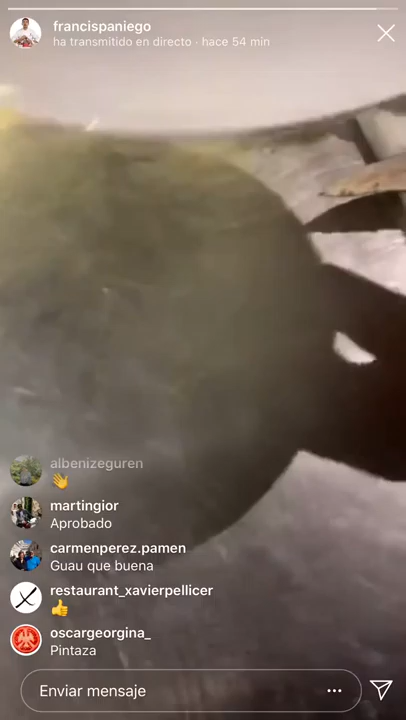 francispaniego
ha transmitido en directo · hace 54 min
albenizeguren
👋
martingior
Aprobado
carmenperez.pamen
Guau que buena
restaurant_xavierpellicer
👍
oscargeorgina_
Pintaza
Enviar mensaje